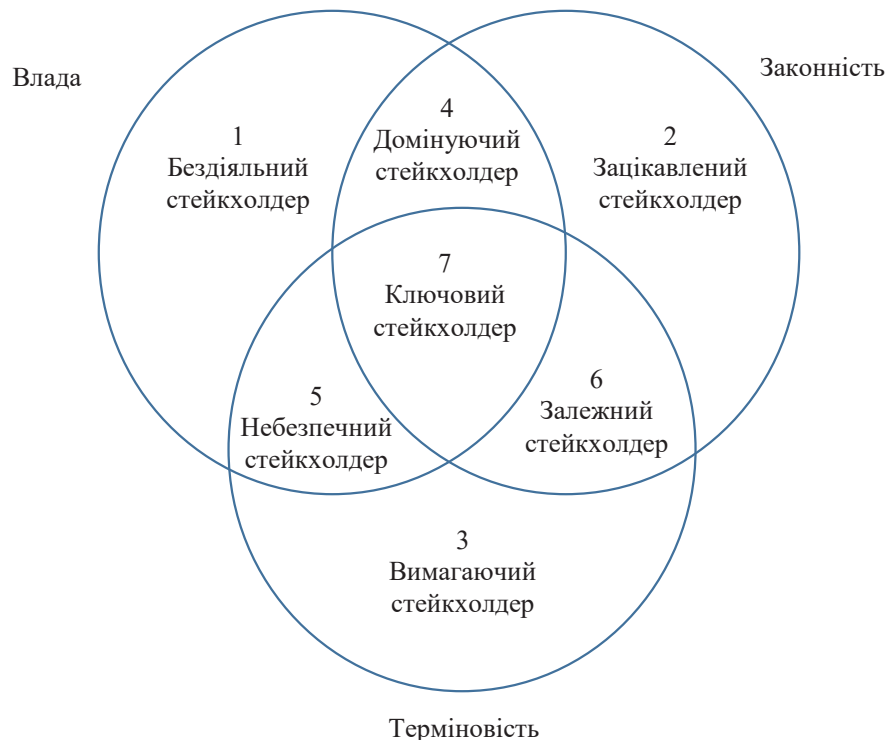 Влада
Законність
1
Бездіяльний
стейкхолдер
4
Домінуючий
стейкхолдер
2
Зацікавлений
стейкхолдер
7
Ключовий
стейкхолдер
5
Небезпечний
стейкхолдер
6
Залежний
стейкхолдер
3
Вимагаючий
стейкхолдер
Терміновість